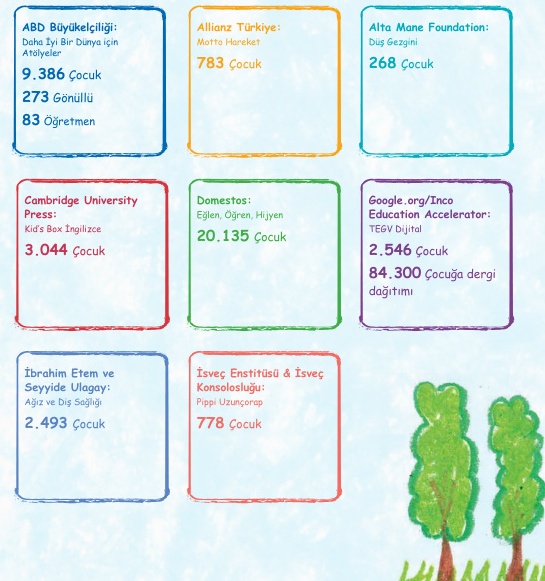 ABD Büyükelçiliği:
Daha İyi Bir Dünya için
Atölyeler
9.386 Çocuk
273 Gönüllü
83 Öğretmen
Allianz Türkiye:
Motto Hareket
783 Çocuk
Alta Mane Foundation:
Düş Gezgini
268 Çocuk
Cambridge University
Press:
Kid's Box İngilizce
3.044 Çocuk
Domestos:
Eğlen, Öğren, Hijyen
20.135 Çocuk
Google.org/Inco
Education Accelerator:
TEGV Dijital
2.546 Çocuk
84.300 Çocuğa dergi
dağıtımı
İbrahim Etem ve
Seyyide Ulagay:
Ağız ve Diş Sağlığı
2.493 Çocuk
İsveç Enstitüsü & İsveç
Konsolosluğu:
Pippi Uzunçorap
778 Çocuk